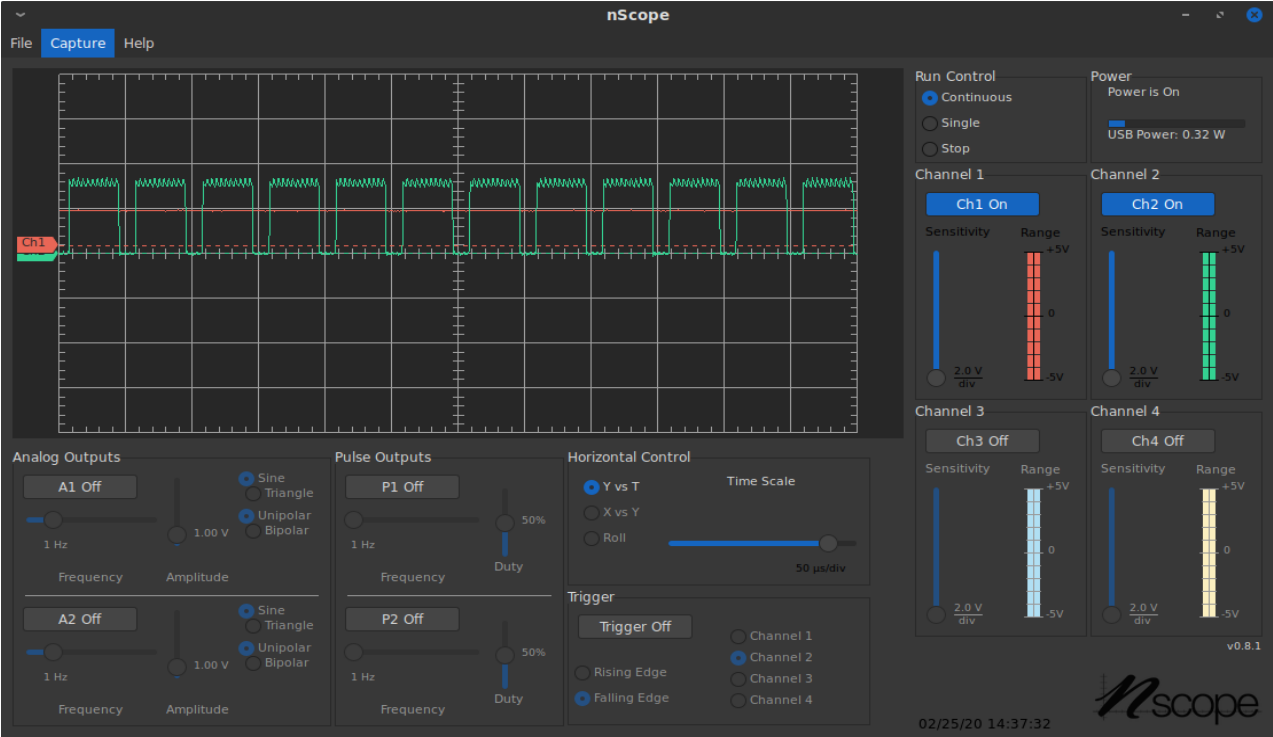 nScope
File Capture Help
Ch1
Run Control
Continuous
Single
Stop
Power
Power is On
USB Power: 0.32 W
Channel 1
Ch1 On
Sensitivity Range
+5V
0
-5V
2.0 V
div
Channel 2
Ch2 On
Sensitivity Range
+5V
0
-5V
2.0 V
div
Channel 3
Ch3 Off
Sensitivity Range
+5V
0
-5V
2.0 V
div
Channel 4
Ch4 Off
Sensitivity Range
+5V
0
-5V
2.0 V
div
Analog Outputs
A1 Off
Sine
Triangle
Unipolar
Bipolar
1.00 V
1 Hz
Frequency Amplitude
A2 Off
Sine
Triangle
Unipolar
Bipolar
1.00 V
1 Hz
Frequency Amplitude
Pulse Outputs
P1 Off
50%
1 Hz
Duty
Frequency
P2 Off
50%
1 Hz
Duty
Frequency
Horizontal Control
Y vs T
X vs Y
Roll
Time Scale
50 µs/div
Trigger
Trigger Off
Rising Edge
Falling Edge
Channel 1
Channel 2
Channel 3
Channel 4
v0.8.1
nscope
02/25/20 14:37:32